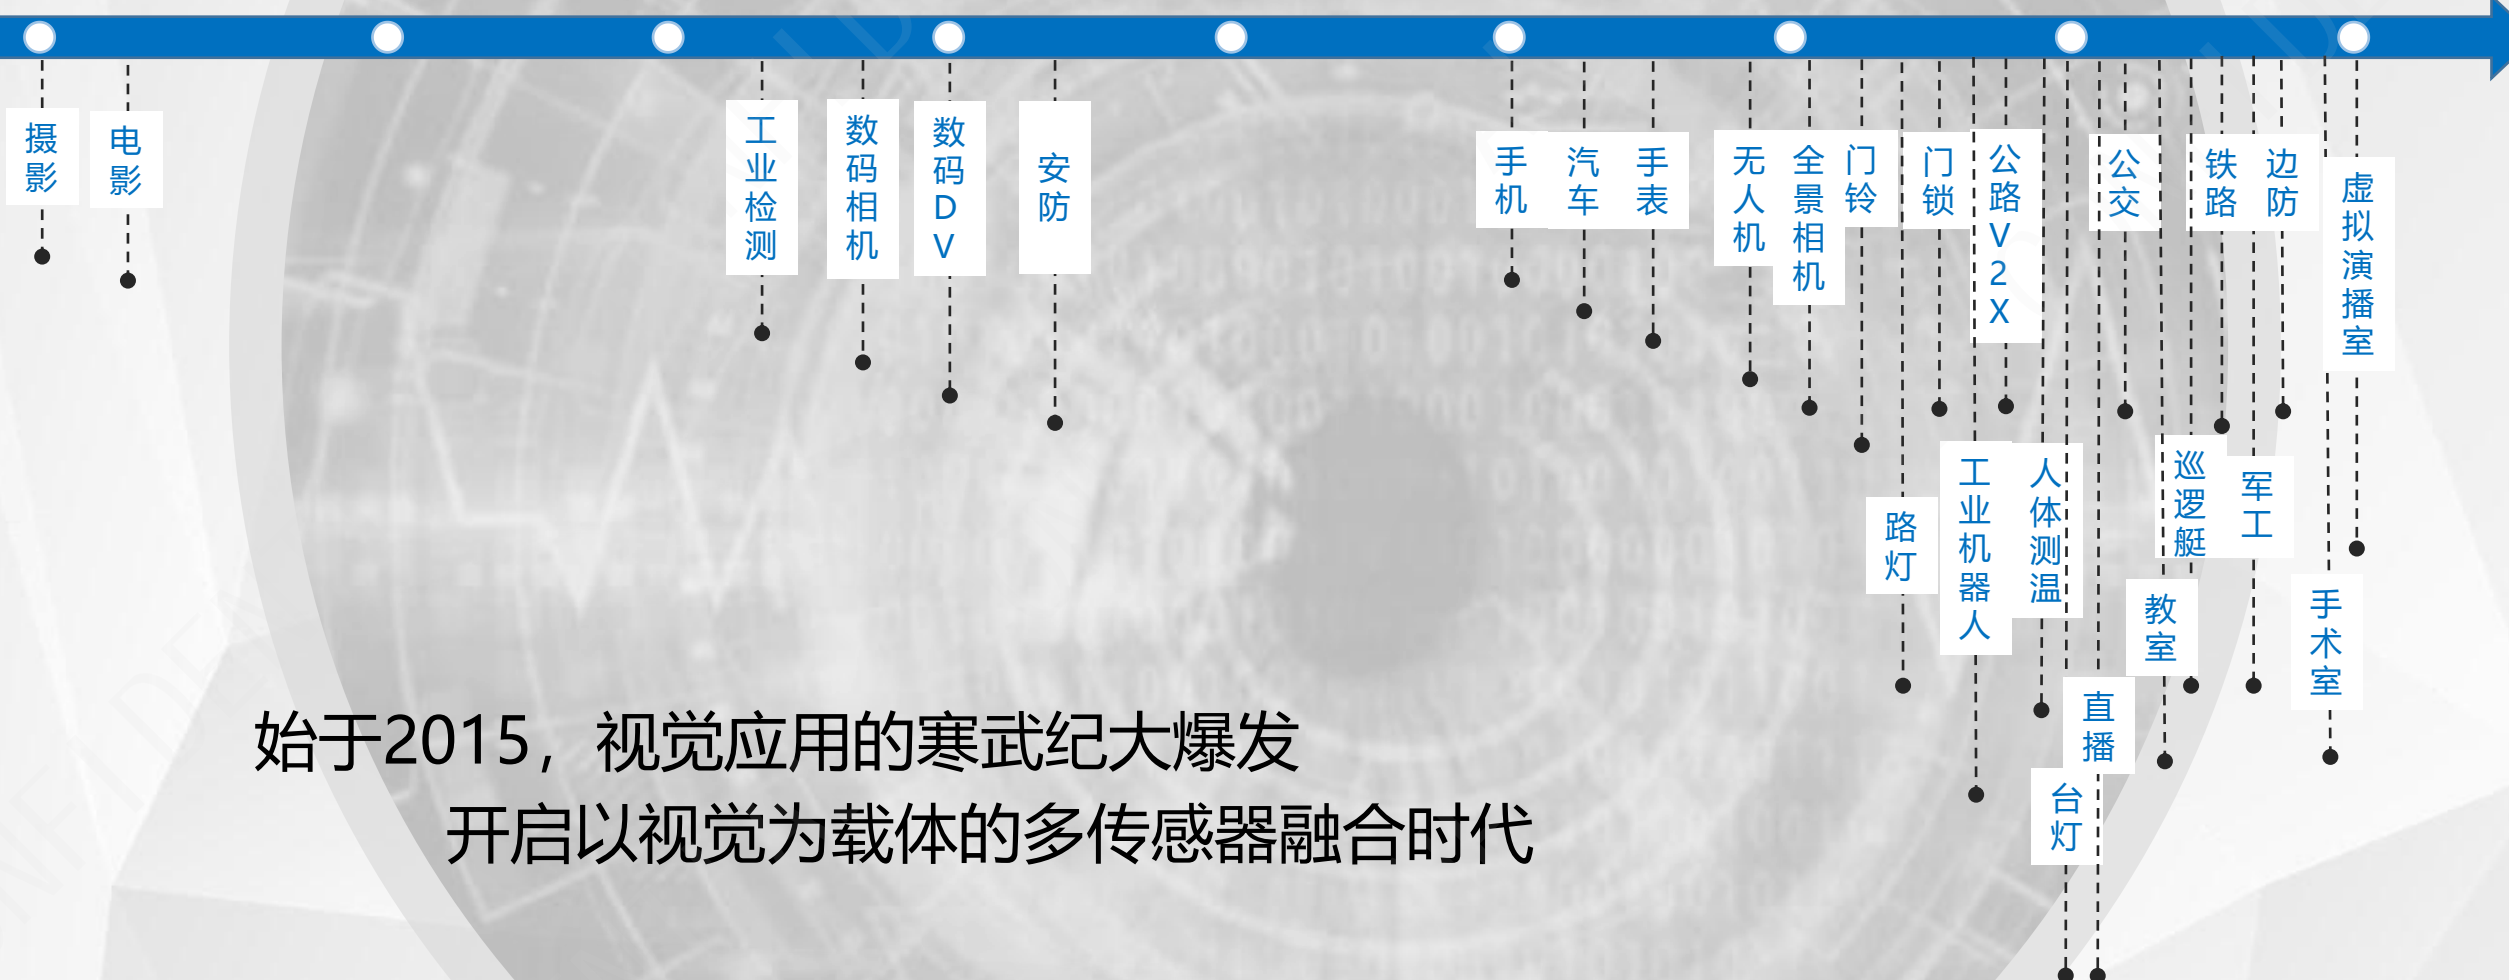 摄影
电影
工业检测
数码相机
数码DV
安防
手机
汽车
手表
无人机
全景相机
门铃
门锁
公路V2X
公交
铁路
边防
虚拟演播室
路灯
工业机器人
人体测温
巡逻艇
军工
教室
手术室
直播
台灯
始于2015，视觉应用的寒武纪大爆发
开启以视觉为载体的多传感器融合时代